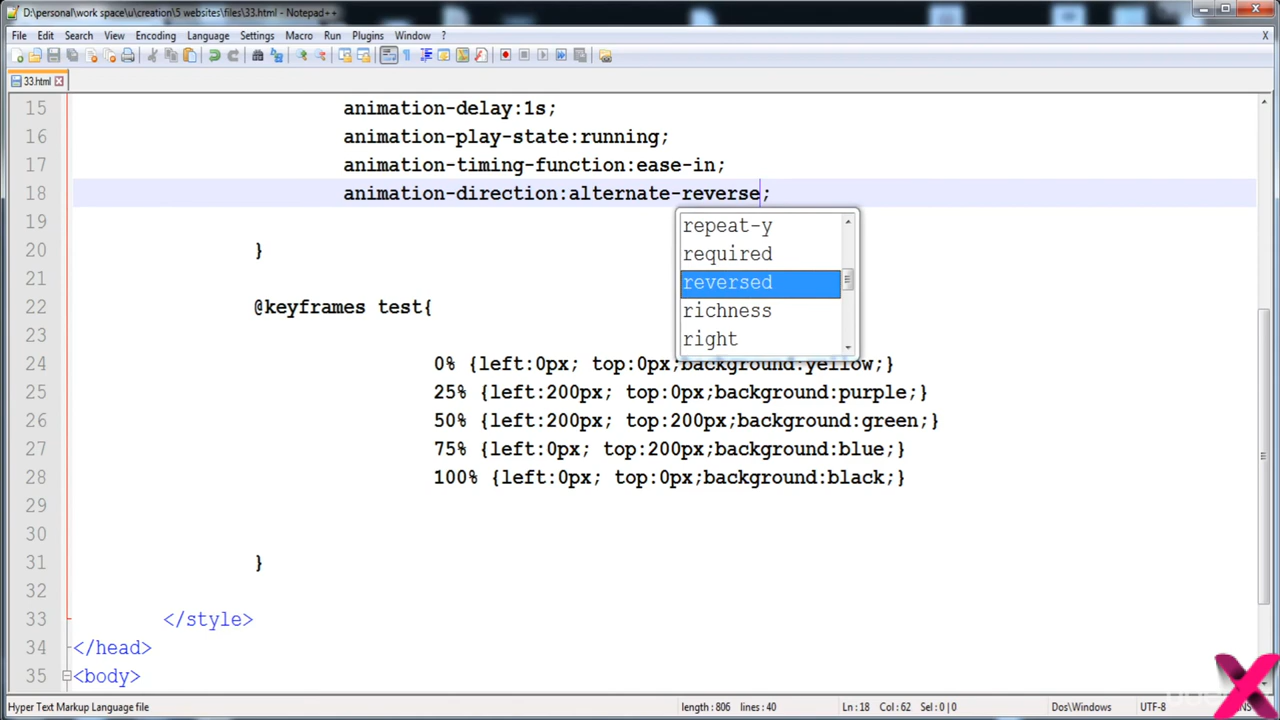 D:\personal\work space\u\creation\5 websites\files\33.html - Notepad++
File Edit Search View Encoding Language Settings Macro Run Plugins Window ? X
33.html
15 animation-delay:1s;
16 animation-play-state:running;
17 animation-timing-function:ease-in;
18 animation-direction:alternate-reverse;
19
repeat-y
20 }
required
21
reversed
22 @keyframes test{
richness
23
right
24 0% {left:0px; top:0px;background:yellow;}
25 25% {left:200px; top:0px;background:purple;}
26 50% {left:200px; top:200px;background:green;}
27 75% {left:0px; top:200px;background:blue;}
28 100% {left:0px; top:0px;background:black;}
29
30
31 }
32
33 </style>
34 </head>
35 <body>
Hyper Text Markup Language file length : 806 lines : 40 Ln : 18 Col : 62 Sel : 0 | 0 Dos\Windows UTF-8